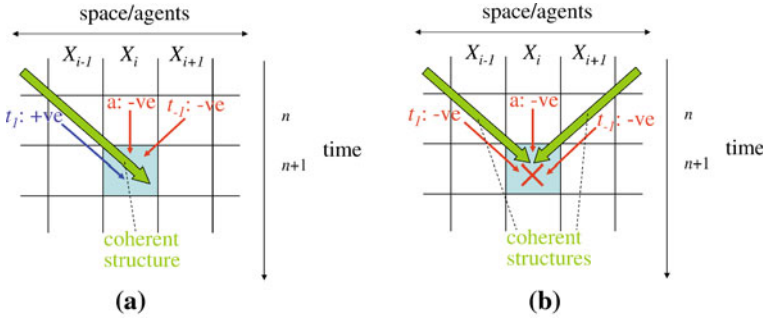 space/agents
X_{i-1} X_i X_{i+1}
a: -ve
t_1: +ve
t_{-1}: -ve
n
n+1
time
coherent
structure
(a)
space/agents
X_{i-1} X_i X_{i+1}
a: -ve
t_1: -ve
t_{-1}: -ve
n
n+1
time
coherent
structures
(b)